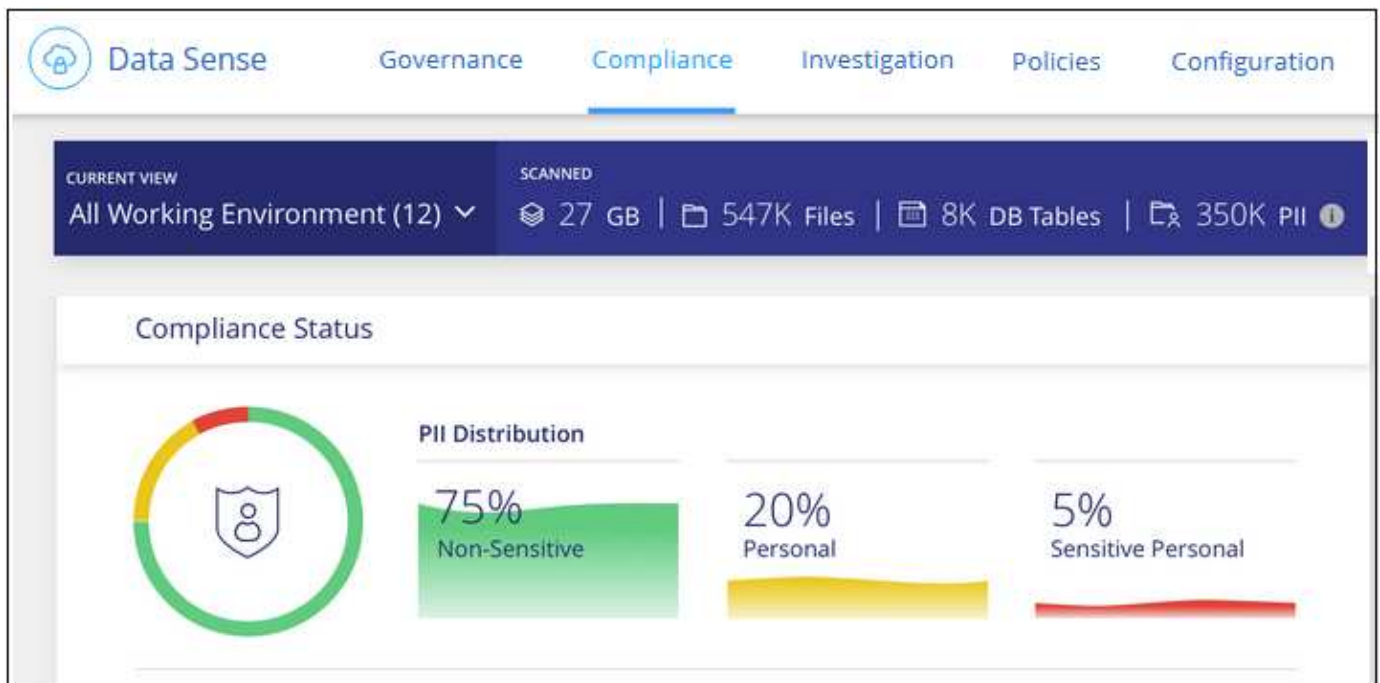 Data Sense Governance Compliance Investigation Policies Configuration
CURRENT VIEW
All Working Environment (12)
SCANNED
27 GB | 547K Files | 8K DB Tables | 350K PII i
Compliance Status
PII Distribution
75%
Non-Sensitive
20%
Personal
5%
Sensitive Personal